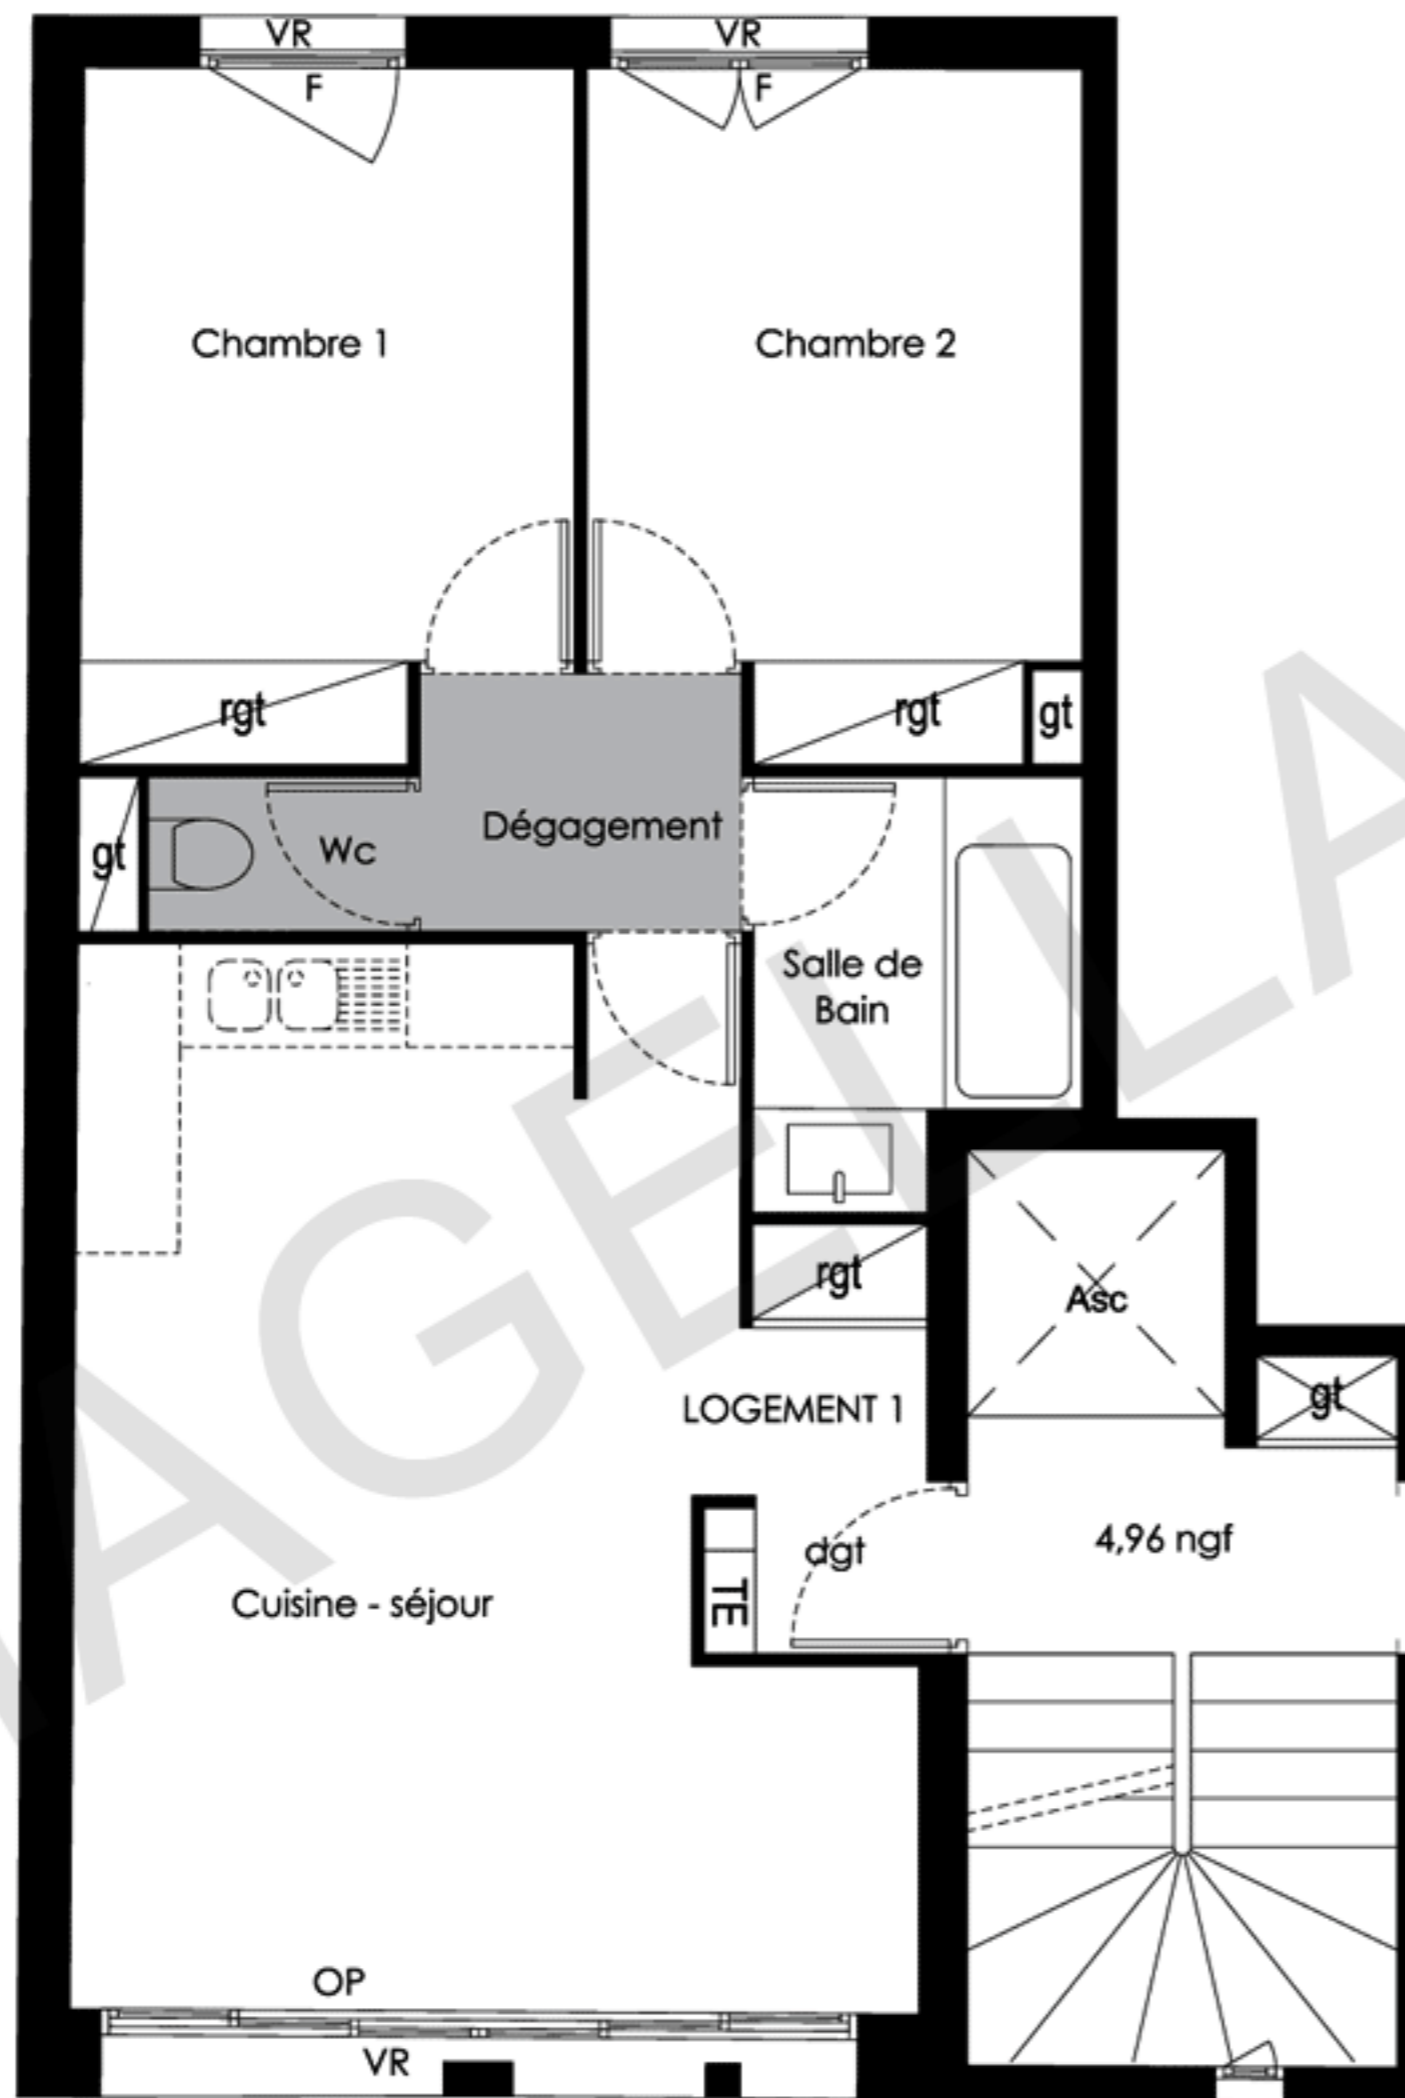 VR
VR
F
F
Chambre 1
Chambre 2
rgt
rgt
gt
gt
Wc
Dégagement
Salle de
Bain
rgt
Asc
gt
LOGEMENT 1
dgt
4,96 ngf
TE
Cuisine - séjour
OP
VR
AGELLA